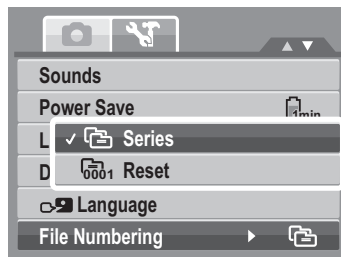 Sounds
Power Save 1min
L ✓ Series
D 0001 Reset
Language
File Numbering